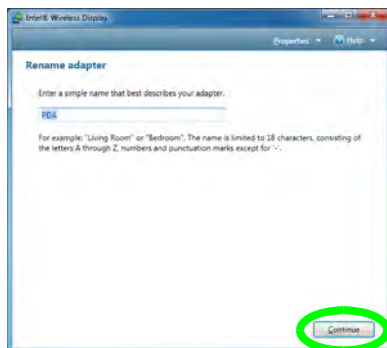 Intel® Wireless Display
Properties Help
Rename adapter
Enter a simple name that best describes your adapter.
PDA
For example: "Living Room" or "Bedroom". The name is limited to 18 characters, consisting of
the letters A through Z, numbers and punctuation marks except for '-'.
Continue